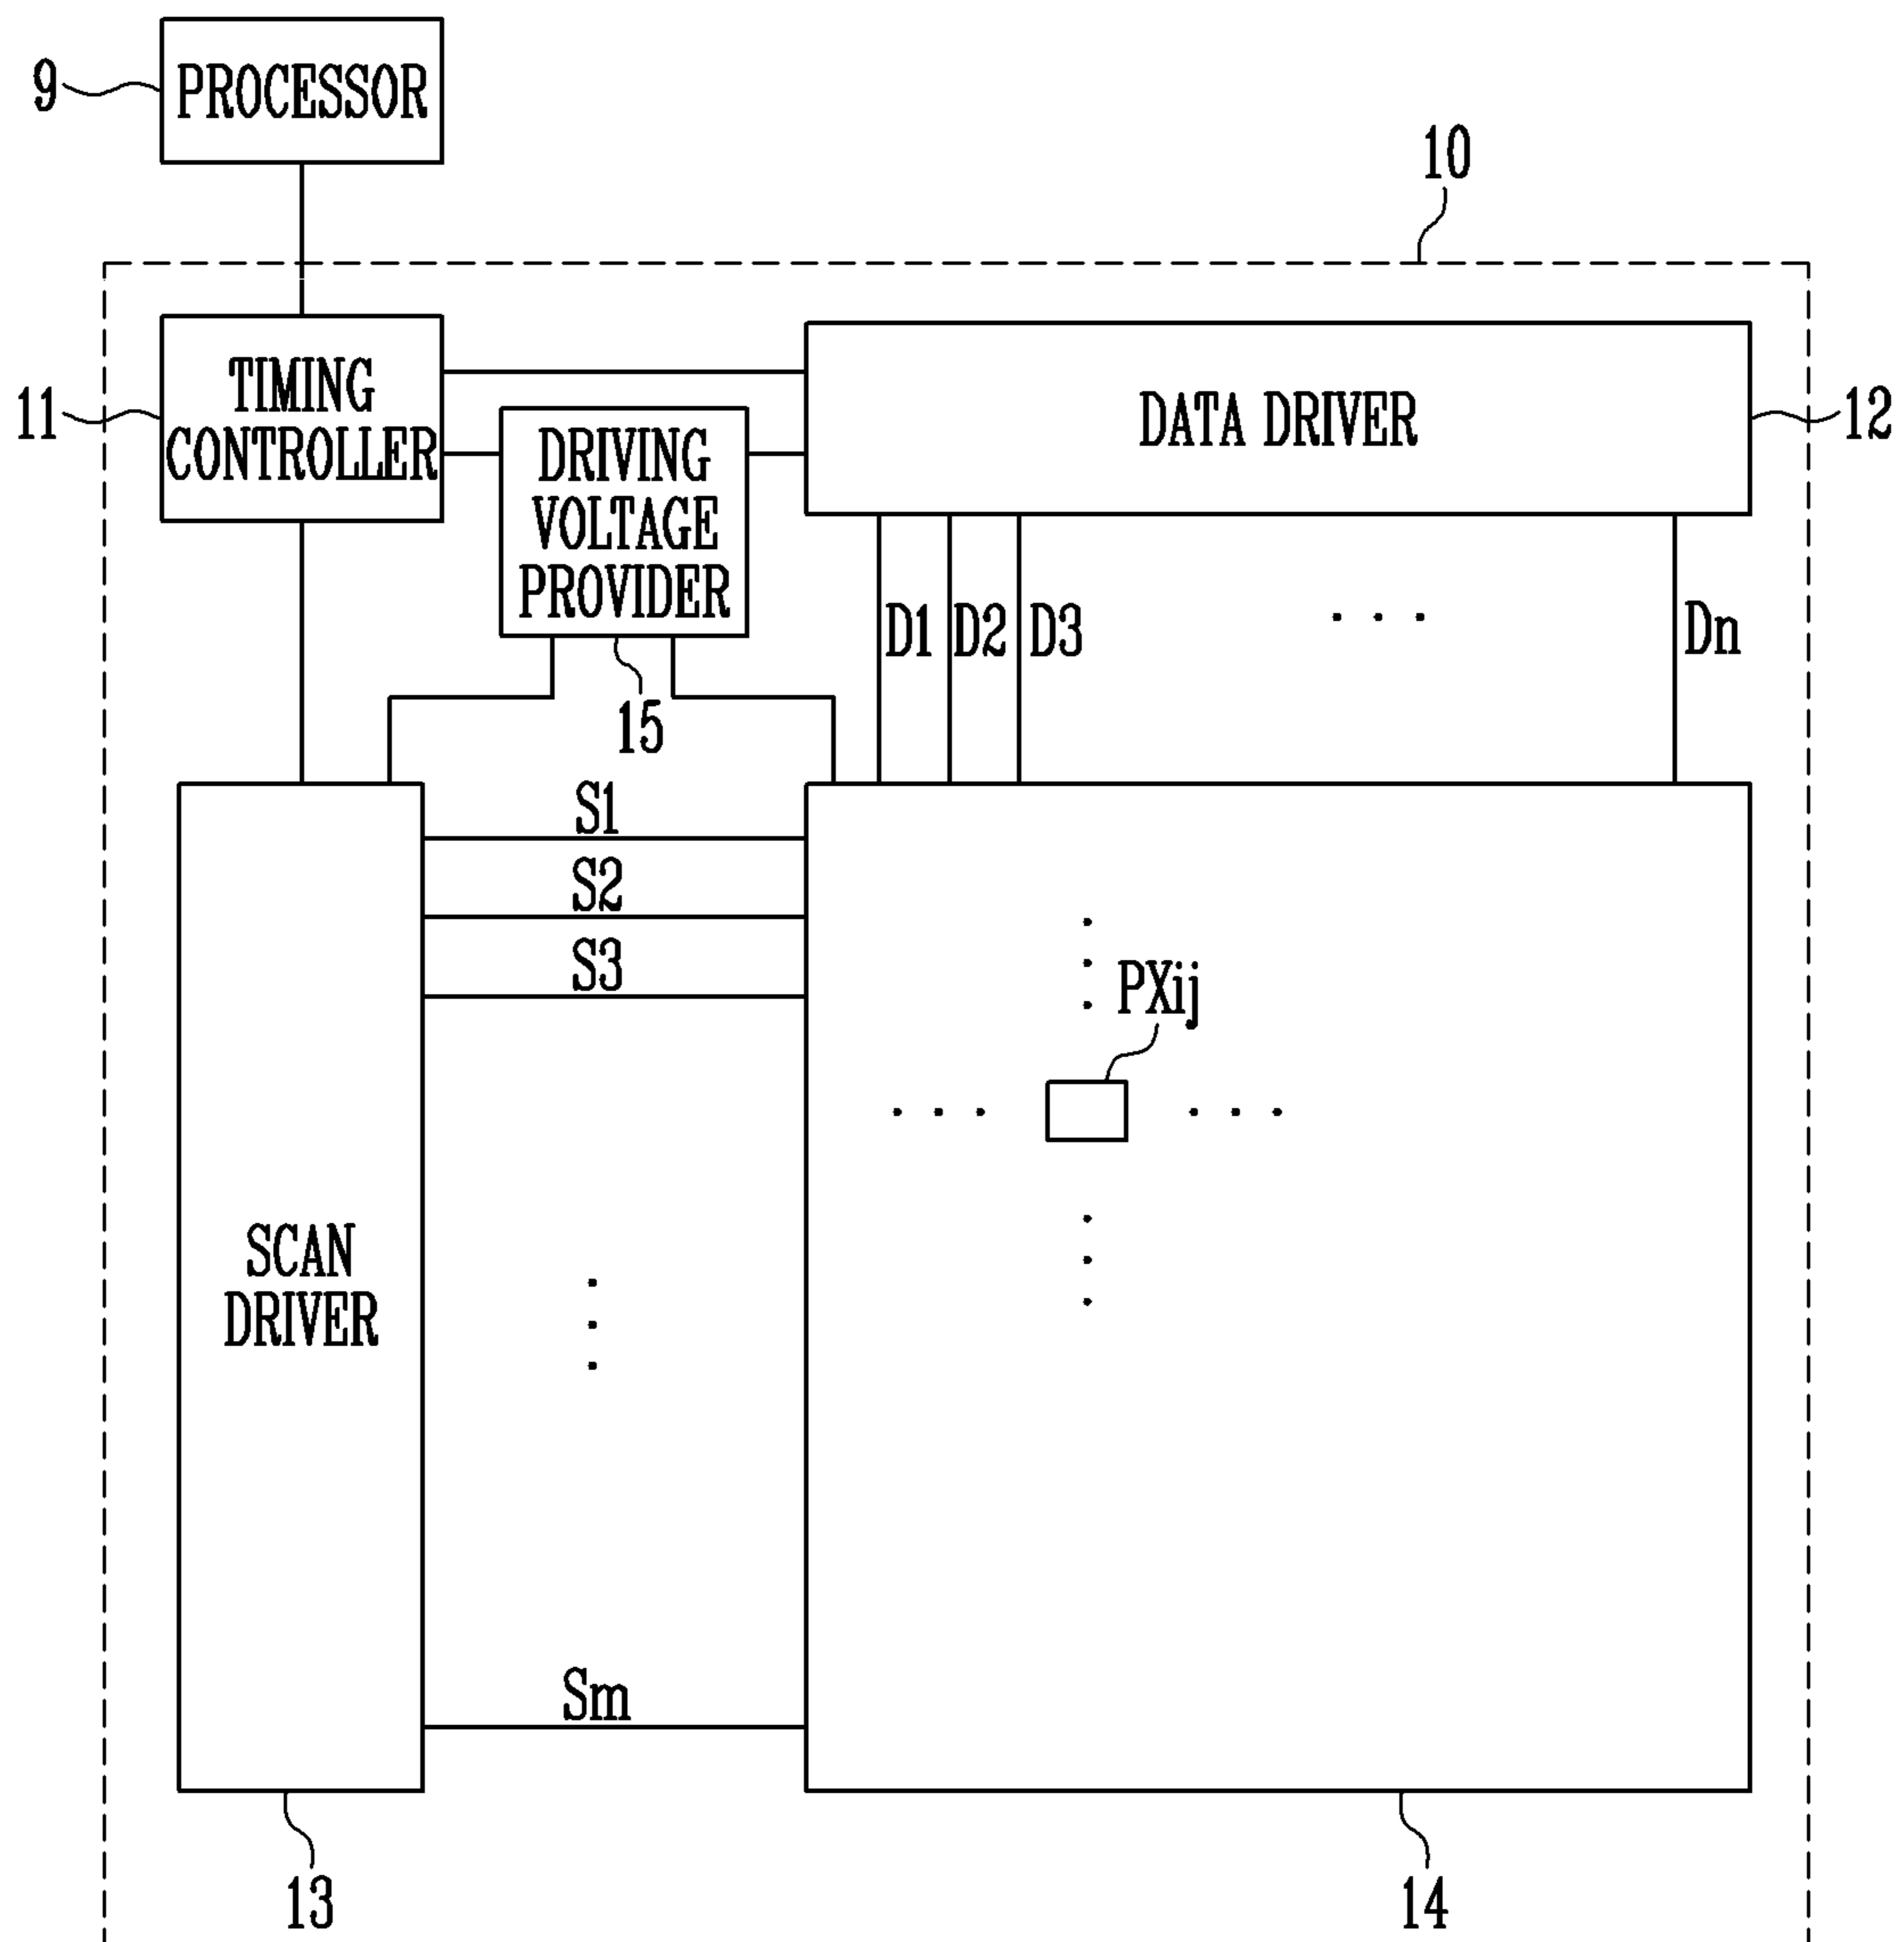 9
PROCESSOR
10
11
TIMING
CONTROLLER
DRIVING
VOLTAGE
PROVIDER
DATA DRIVER
12
D1
D2
D3
Dn
15
S1
S2
S3
PXij
SCAN
DRIVER
Sm
13
14